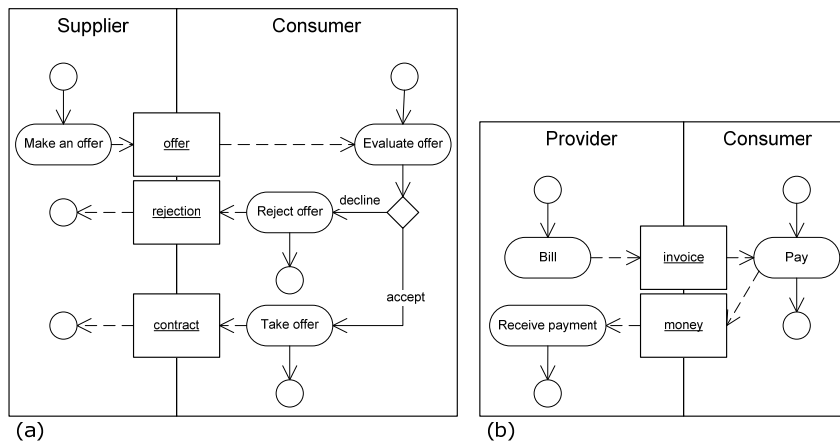 Supplier
Consumer
Make an offer
offer
Evaluate offer
rejection
Reject offer
decline
accept
contract
Take offer
(a)
Provider
Consumer
Bill
invoice
Pay
Receive payment
money
(b)